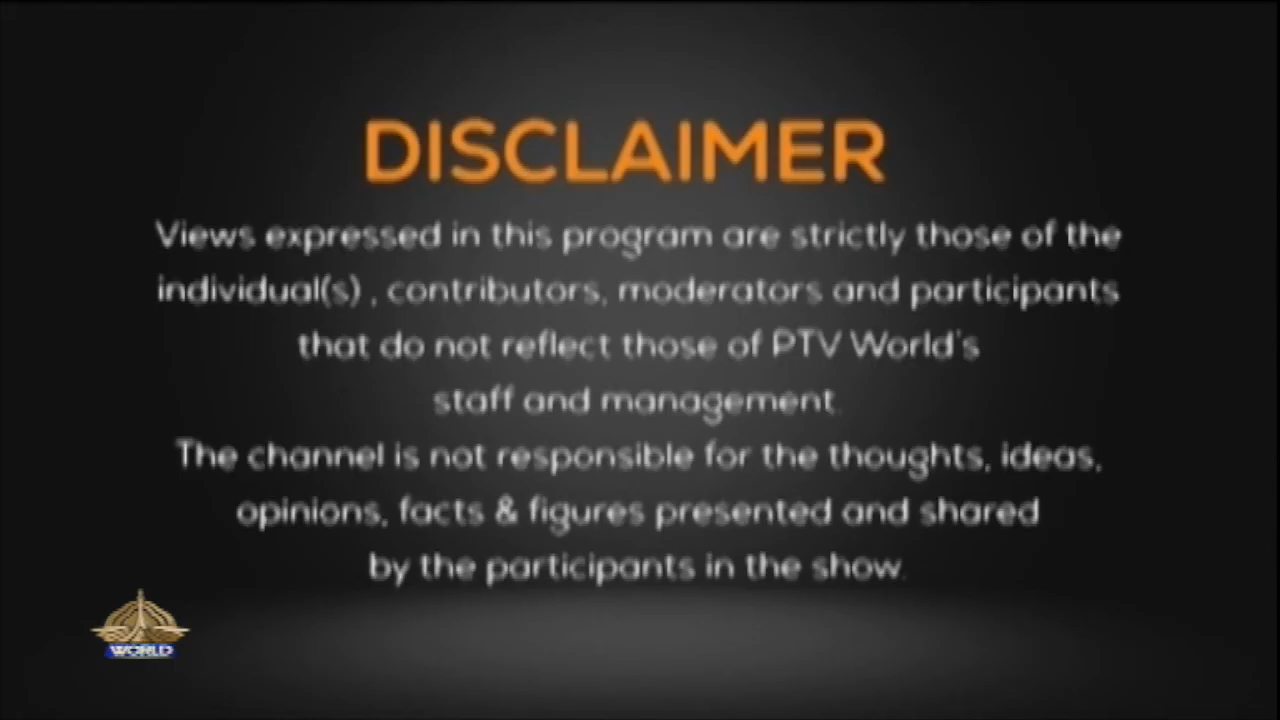 DISCLAIMER
Views expressed in this program are strictly those of the
individual(s) , contributors, moderators and participants
that do not reflect those of PTV World's
staff and management.
The channel is not responsible for the thoughts, ideas,
opinions, facts & figures presented and shared
by the participants in the show.
WORLD